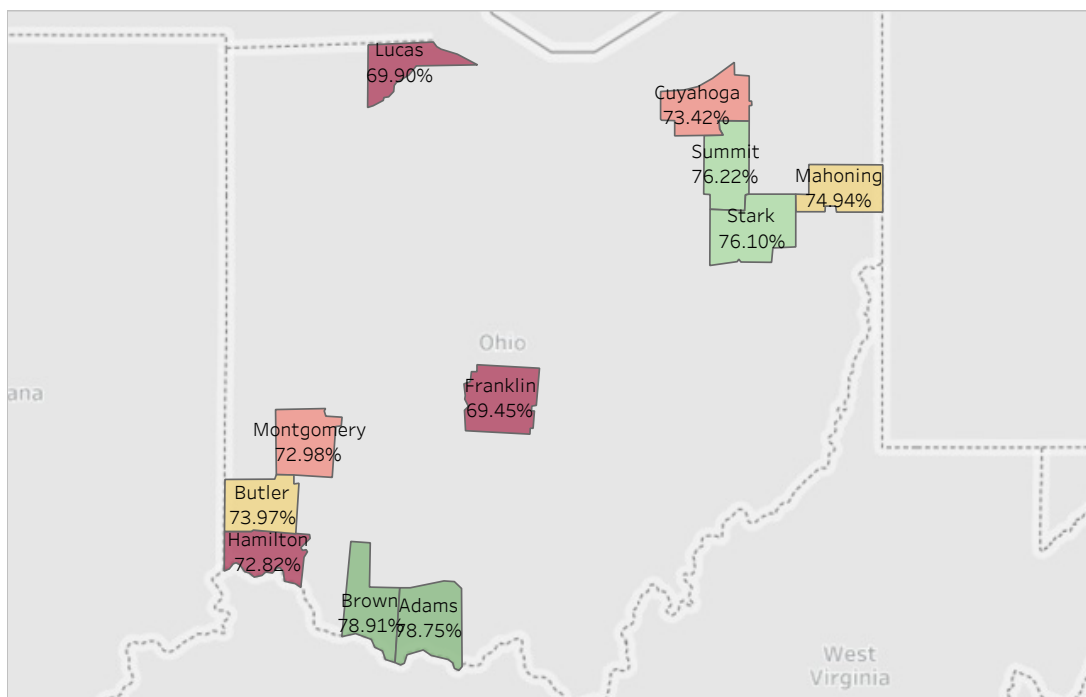 Lucas
69.90%
Cuyahoga
73.42%
Summit
76.22%
Mahoning
74.94%
Stark
76.10%
Ohio
Franklin
69.45%
ana
Montgomery
72.98%
Butler
73.97%
Hamilton
72.82%
Brown
78.91%
Adams
78.75%
West
Virginia